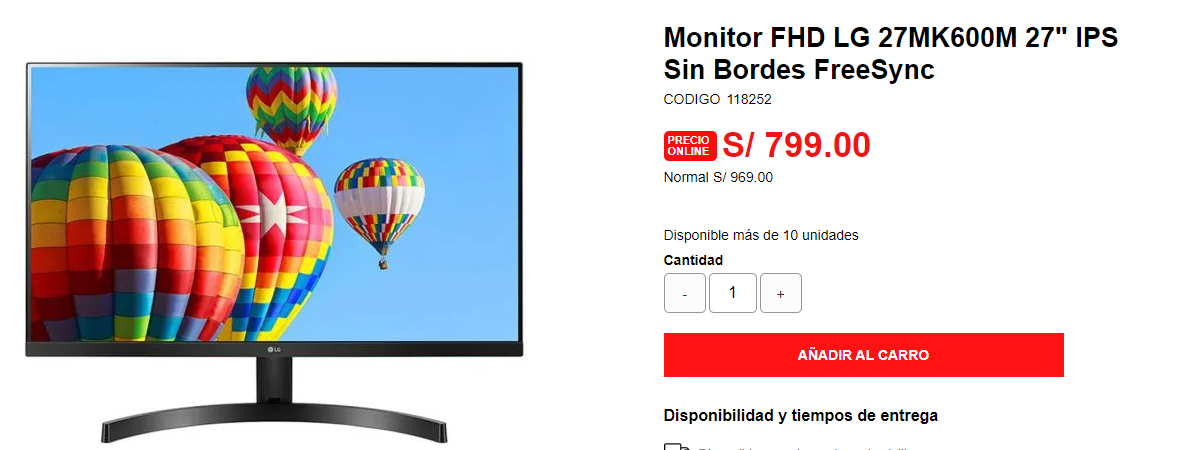 Monitor FHD LG 27MK600M 27" IPS
Sin Bordes FreeSync
CODIGO 118252
PRECIO
ONLINE
S/ 799.00
Normal S/ 969.00
Disponible más de 10 unidades
Cantidad
- 1 +
AÑADIR AL CARRO
Disponibilidad y tiempos de entrega
LG